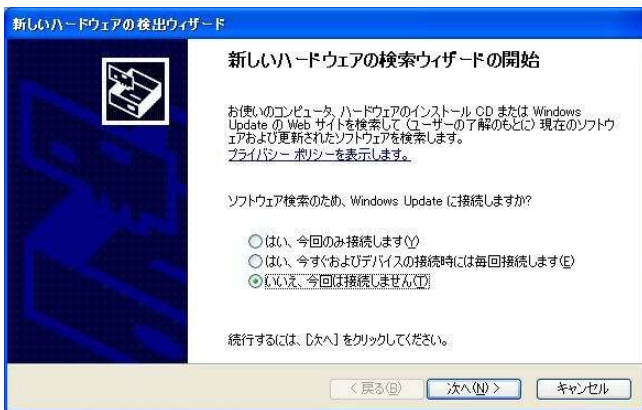 新しいハードウェアの検出ウィザード
新しいハードウェアの検索ウィザードの開始
お使いのコンピュータ、ハードウェアのインストール CD または Windows
Update の Web サイトを検索して (ユーザーの了解のもとに) 現在のソフトウ
ェアおよび更新されたソフトウェアを検索します。
プライバシー ポリシーを表示します。
ソフトウェア検索のため、Windows Update に接続しますか?
はい、今回のみ接続します(Y)
はい、今すぐおよびデバイスの接続時には毎回接続します(E)
いいえ、今回は接続しません(T)
続行するには、[次へ] をクリックしてください。
< 戻る(B) 次へ(N) > キャンセル